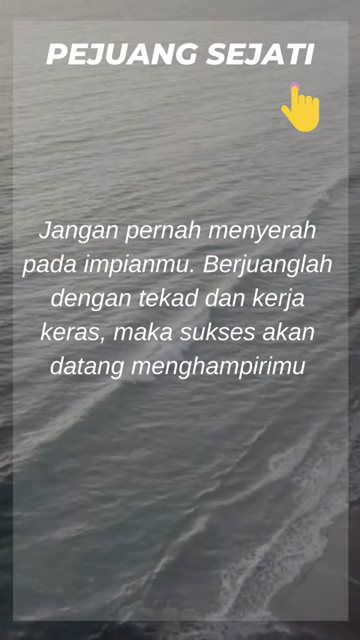 PEJUANG SEJATI
Jangan pernah menyerah
pada impianmu. Berjuanglah
dengan tekad dan kerja
keras, maka sukses akan
datang menghampirimu